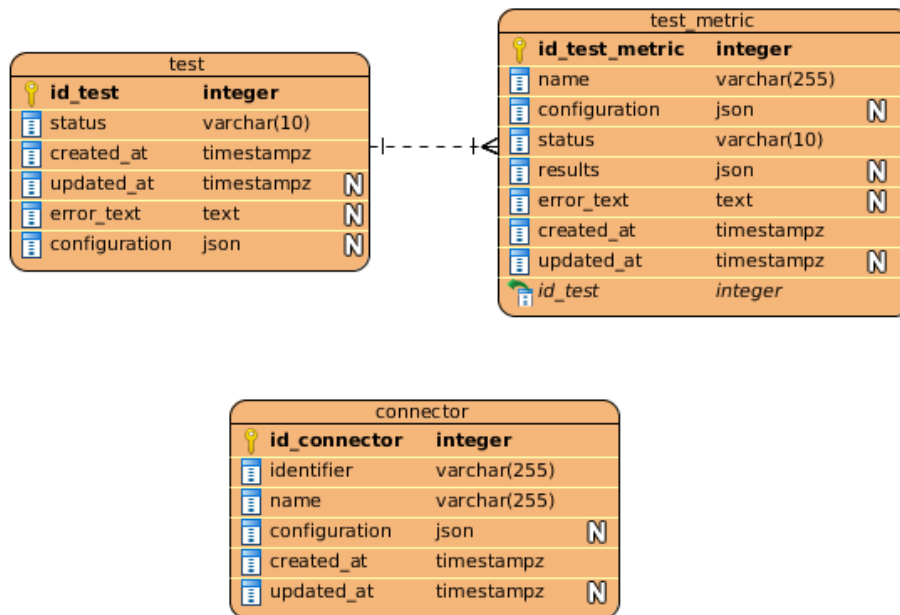 test
id_test integer
status varchar(10)
created_at timestampz
updated_at timestampz N
error_text text N
configuration json N
test_metric
id_test_metric integer
name varchar(255)
configuration json N
status varchar(10)
results json N
error_text text N
created_at timestampz
updated_at timestampz N
id_test integer
connector
id_connector integer
identifier varchar(255)
name varchar(255)
configuration json N
created_at timestampz
updated_at timestampz N